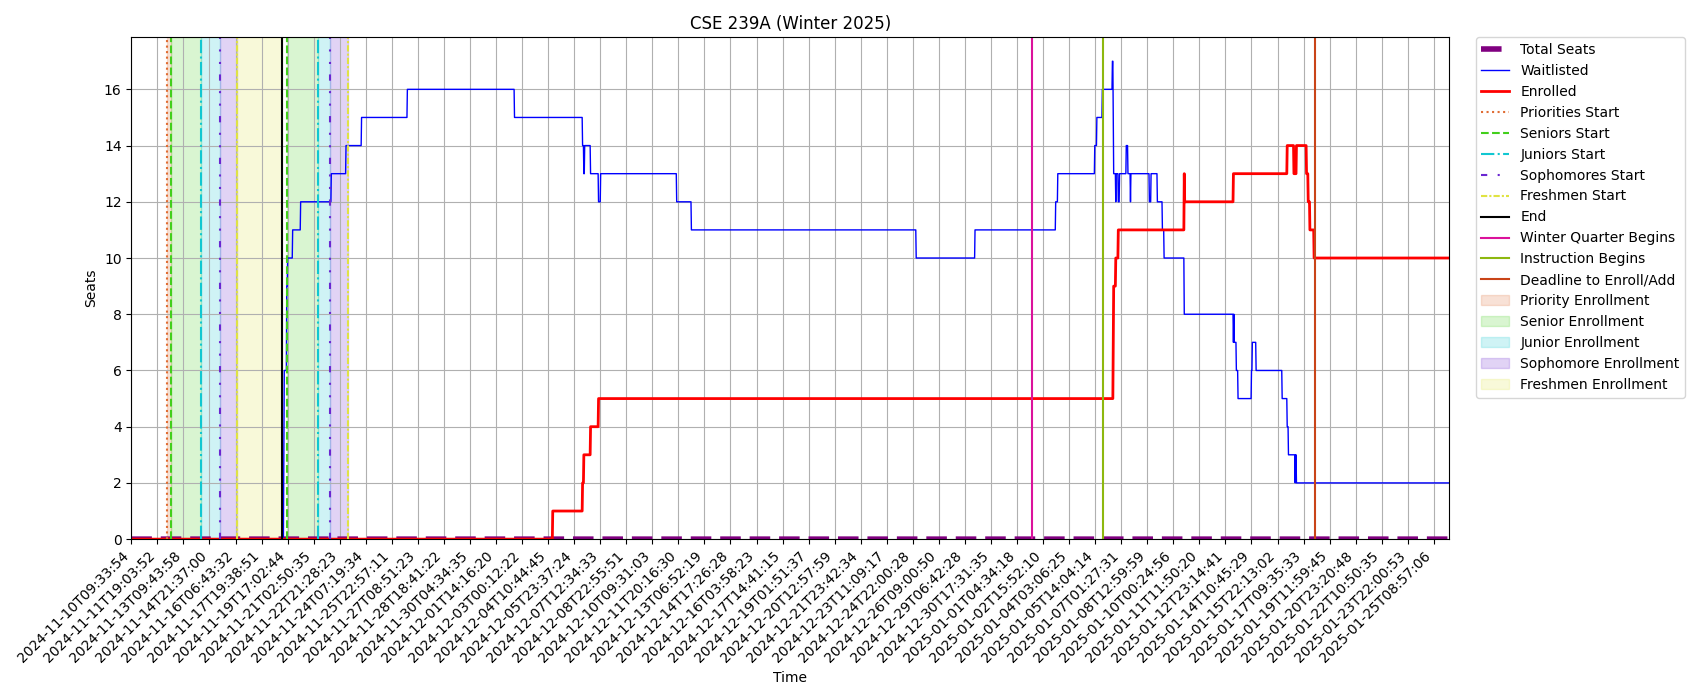 CSE 239A (Winter 2025)
Seats
16
14
12
10
8
6
4
2
0
2024-11-10T09:33:54
2024-11-11T19:03:52
2024-11-13T09:43:58
2024-11-14T21:37:00
2024-11-16T06:43:32
2024-11-17T19:38:51
2024-11-19T17:02:44
2024-11-21T02:50:35
2024-11-22T21:28:23
2024-11-24T07:19:34
2024-11-25T22:57:11
2024-11-27T08:51:23
2024-11-28T18:41:22
2024-11-30T04:34:35
2024-12-01T14:16:20
2024-12-03T00:12:22
2024-12-04T10:44:45
2024-12-05T23:37:24
2024-12-07T12:34:33
2024-12-08T22:55:51
2024-12-10T09:31:03
2024-12-11T20:16:30
2024-12-13T06:52:19
2024-12-14T17:26:28
2024-12-16T03:58:23
2024-12-17T14:41:15
2024-12-19T01:51:37
2024-12-20T12:57:59
2024-12-21T23:42:34
2024-12-23T11:09:17
2024-12-24T22:00:28
2024-12-26T09:00:50
2024-12-29T06:42:28
2024-12-30T17:31:35
2025-01-01T04:34:18
2025-01-02T15:52:10
2025-01-04T03:06:25
2025-01-05T14:04:14
2025-01-07T01:27:31
2025-01-08T12:59:59
2025-01-10T00:24:56
2025-01-11T11:50:20
2025-01-12T23:14:41
2025-01-14T10:45:29
2025-01-15T22:13:02
2025-01-17T09:35:33
2025-01-19T11:59:45
2025-01-20T23:20:48
2025-01-22T10:50:35
2025-01-23T22:00:53
2025-01-25T08:57:06
Time
Total Seats
Waitlisted
Enrolled
Priorities Start
Seniors Start
Juniors Start
Sophomores Start
Freshmen Start
End
Winter Quarter Begins
Instruction Begins
Deadline to Enroll/Add
Priority Enrollment
Senior Enrollment
Junior Enrollment
Sophomore Enrollment
Freshmen Enrollment